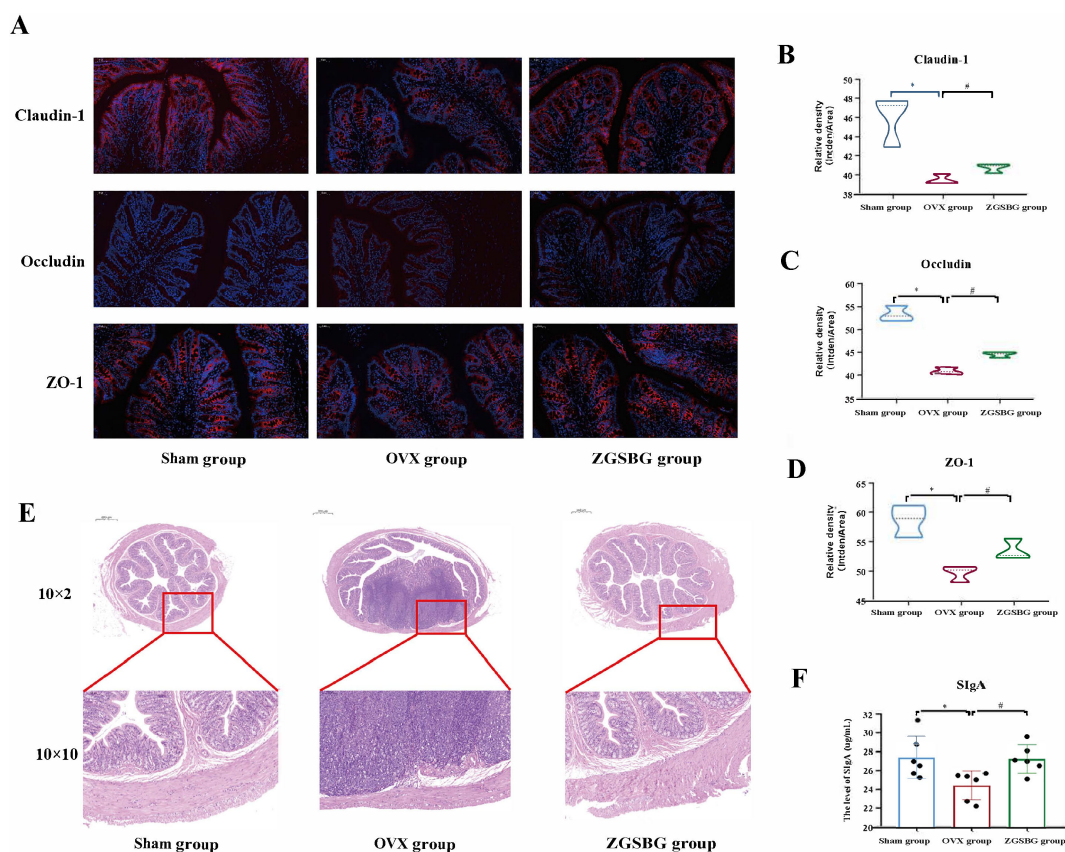 A
Claudin-1
Occludin
ZO-1
Sham group
OVX group
ZGSBG group
B
Claudin-1
Relative density
(Intden/Area)
50
48
46
44
42
40
38
Sham group
OVX group
ZGSBG group
*
#
C
Occludin
Relative density
(Intden/Area)
60
55
50
45
40
35
Sham group
OVX group
ZGSBG group
*
#
D
ZO-1
Relative density
(Intden/Area)
65
60
55
50
45
Sham group
OVX group
ZGSBG group
*
#
E
10×2
10×10
Sham group
OVX group
ZGSBG group
F
SIgA
The level of SIgA (ug/mL)
32
28
26
24
22
20
Sham group
OVX group
ZGSBG group
*
#